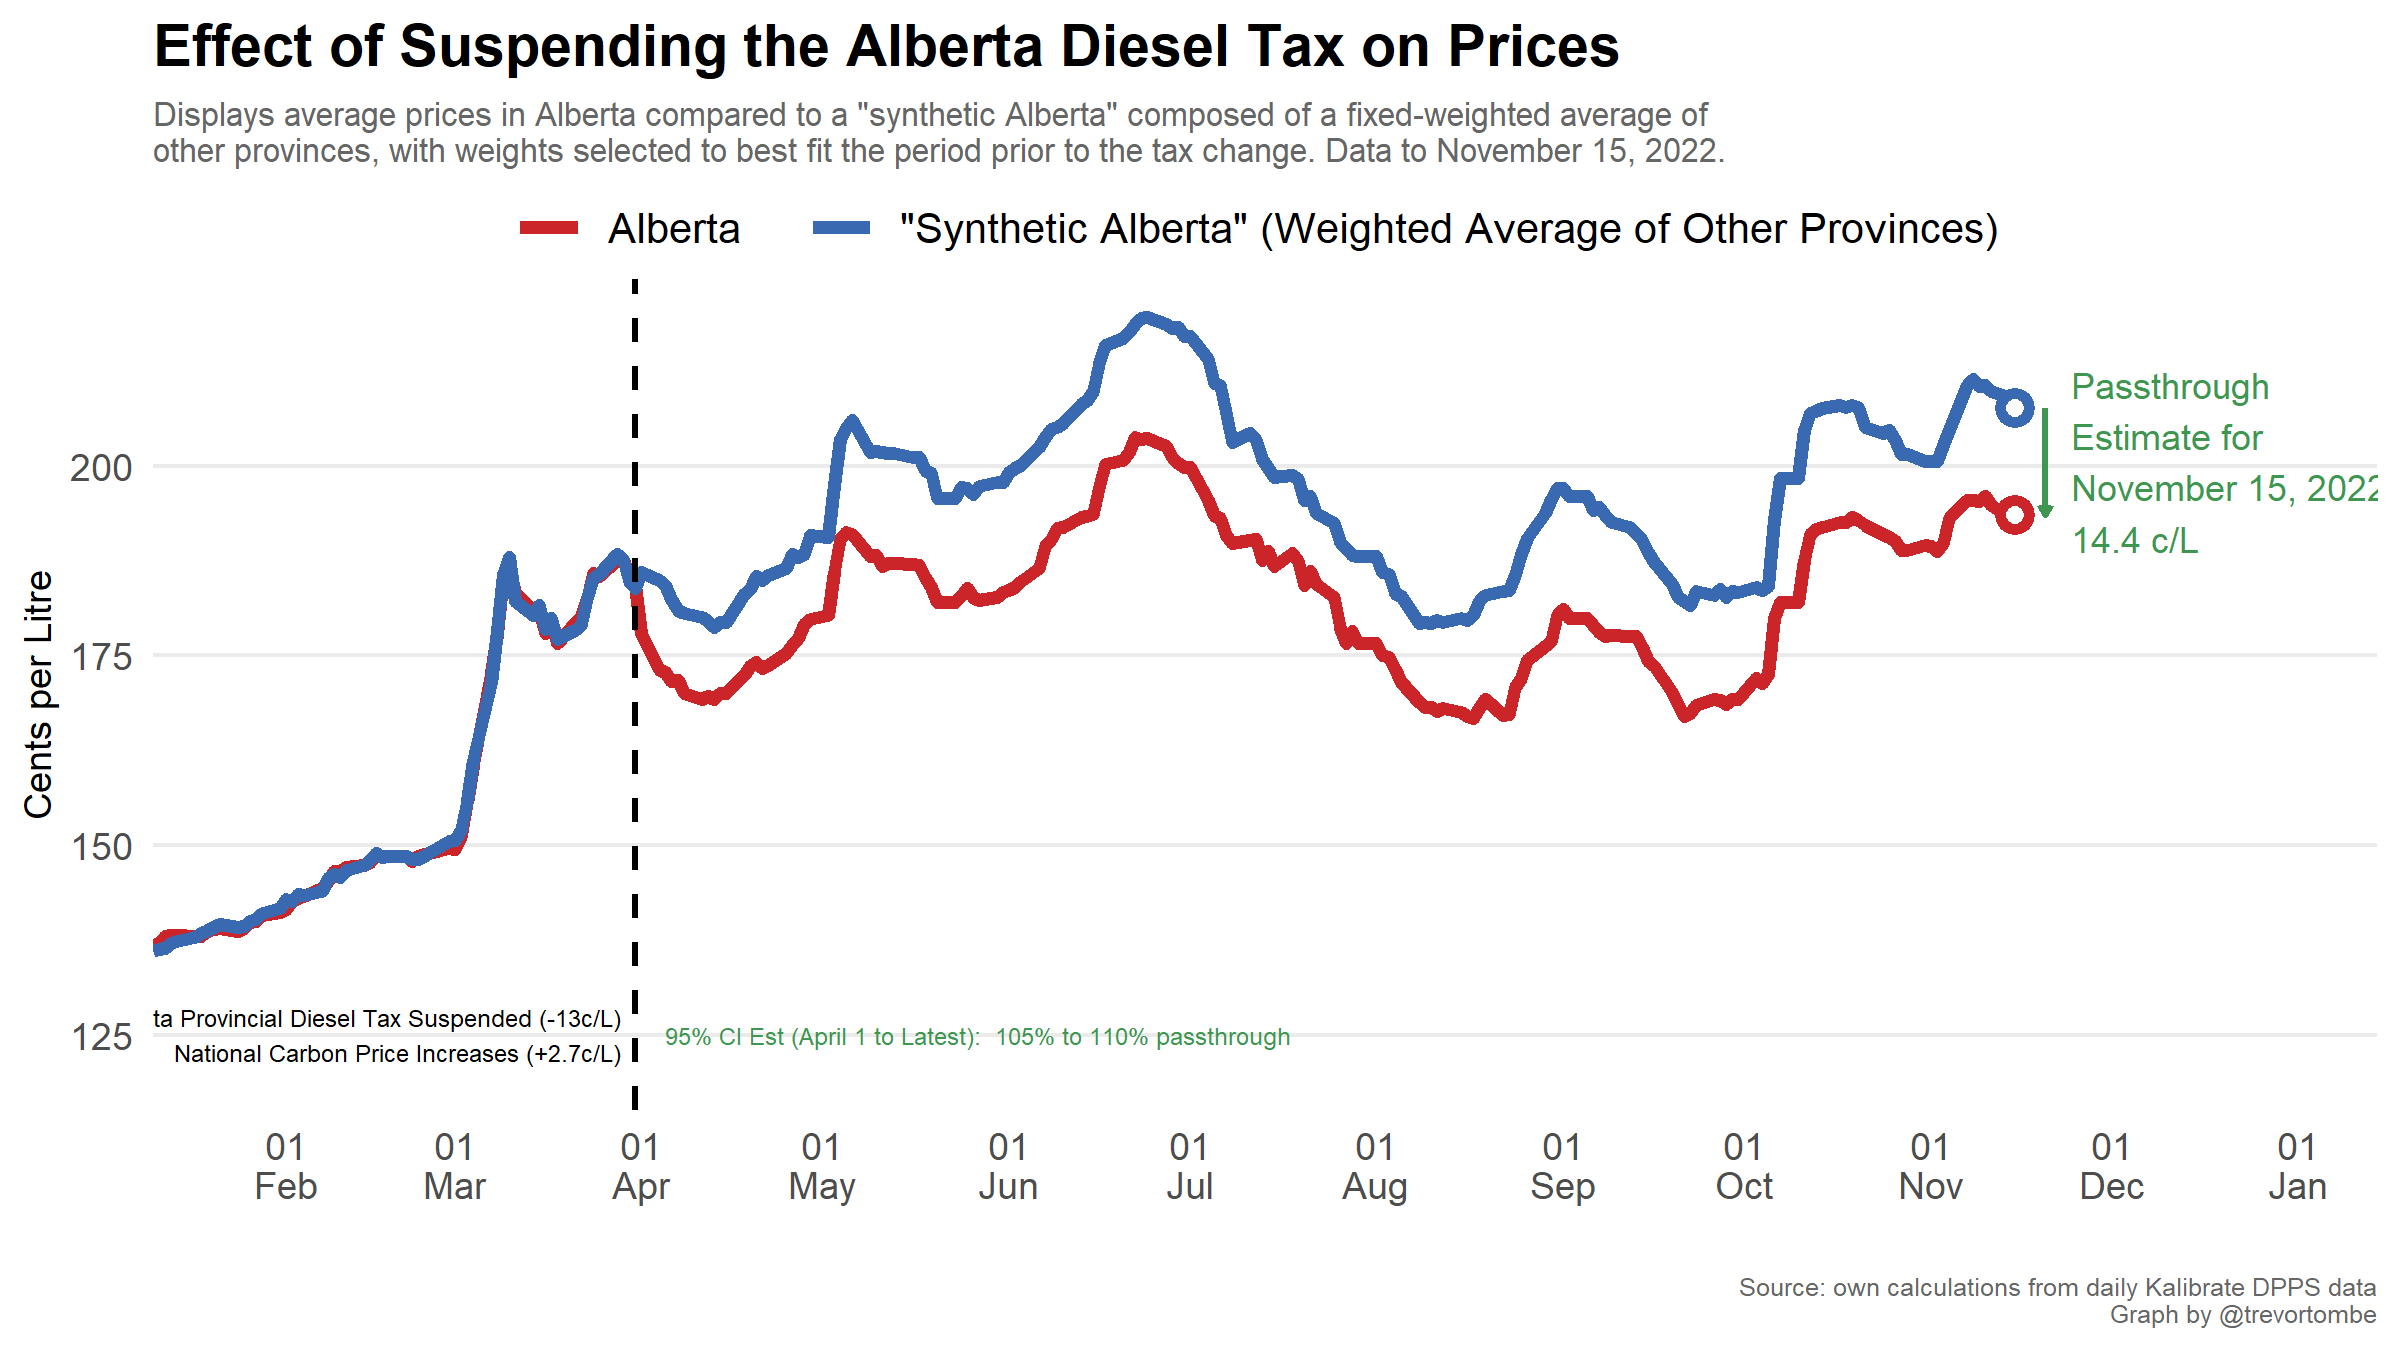 Effect of Suspending the Alberta Diesel Tax on Prices
Displays average prices in Alberta compared to a "synthetic Alberta" composed of a fixed-weighted average of
other provinces, with weights selected to best fit the period prior to the tax change. Data to November 15, 2022.
Alberta
"Synthetic Alberta" (Weighted Average of Other Provinces)
Cents per Litre
200
175
150
125
Passthrough
Estimate for
November 15, 2022
14.4 c/L
ta Provincial Diesel Tax Suspended (-13c/L)
National Carbon Price Increases (+2.7c/L)
95% CI Est (April 1 to Latest):  105% to 110% passthrough
01 Feb
01 Mar
01 Apr
01 May
01 Jun
01 Jul
01 Aug
01 Sep
01 Oct
01 Nov
01 Dec
01 Jan
Source: own calculations from daily Kalibrate DPPS data
Graph by @trevortombe